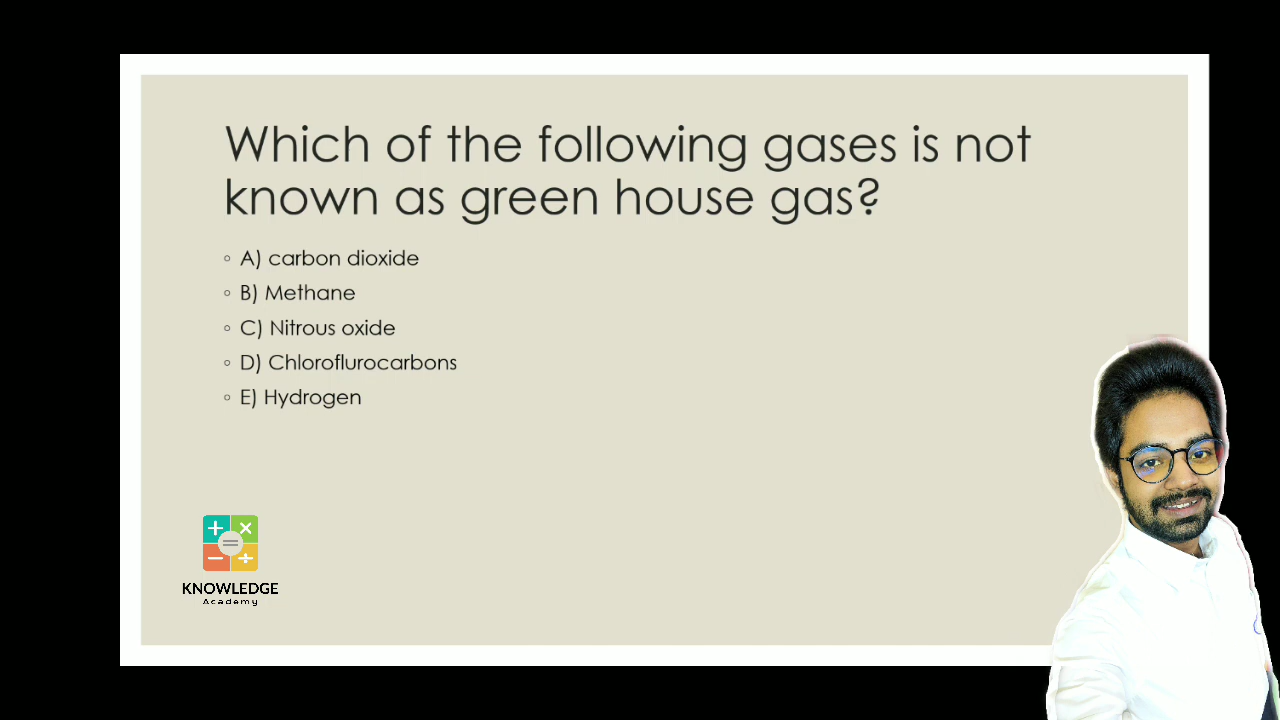 Which of the following gases is not
known as green house gas?
A) carbon dioxide
B) Methane
C) Nitrous oxide
D) Chloroflurocarbons
E) Hydrogen
KNOWLEDGE
Academy